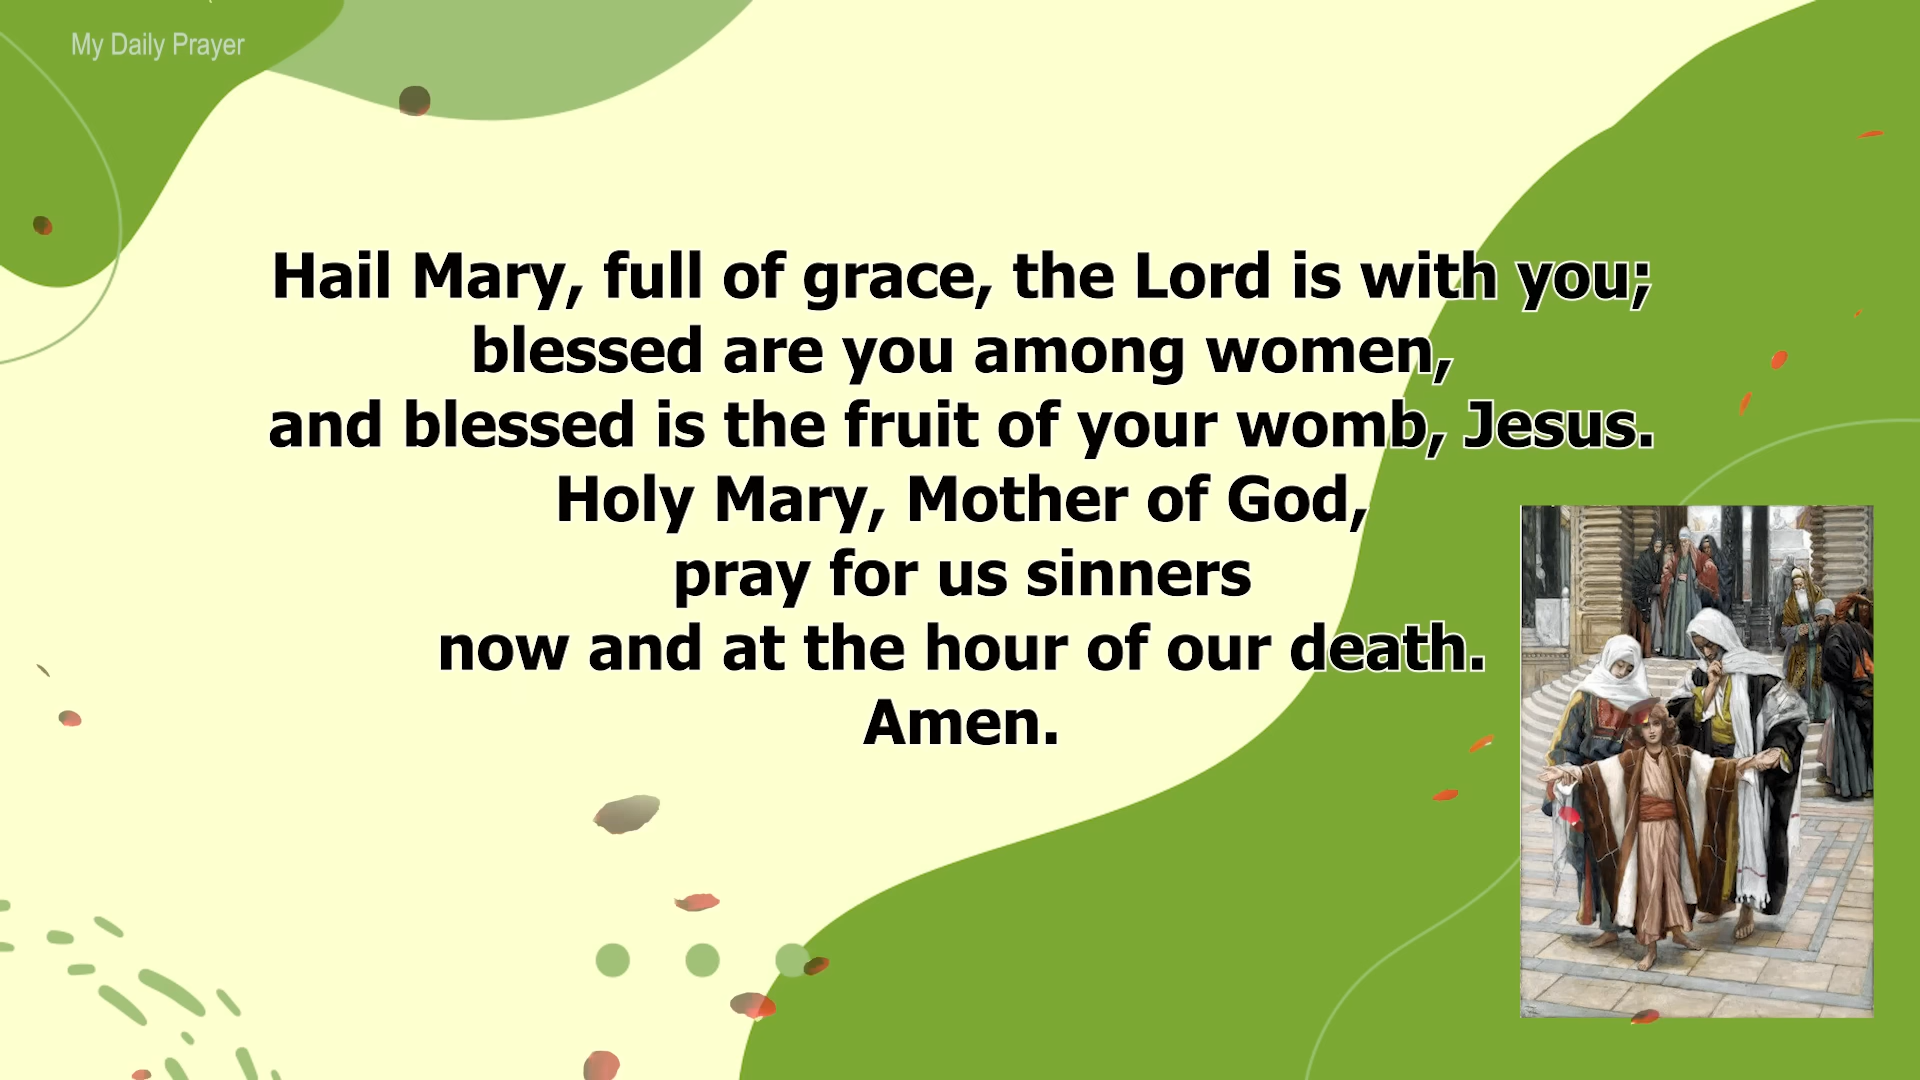 My Daily Prayer
Hail Mary, full of grace, the Lord is with you;
blessed are you among women,
and blessed is the fruit of your womb, Jesus.
Holy Mary, Mother of God,
pray for us sinners
now and at the hour of our death.
Amen.